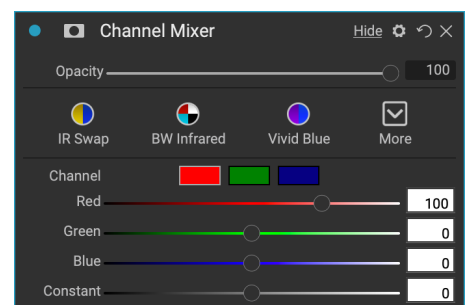 Channel Mixer Hide
Opacity 100
IR Swap BW Infrared Vivid Blue More
Channel
Red 100
Green 0
Blue 0
Constant 0